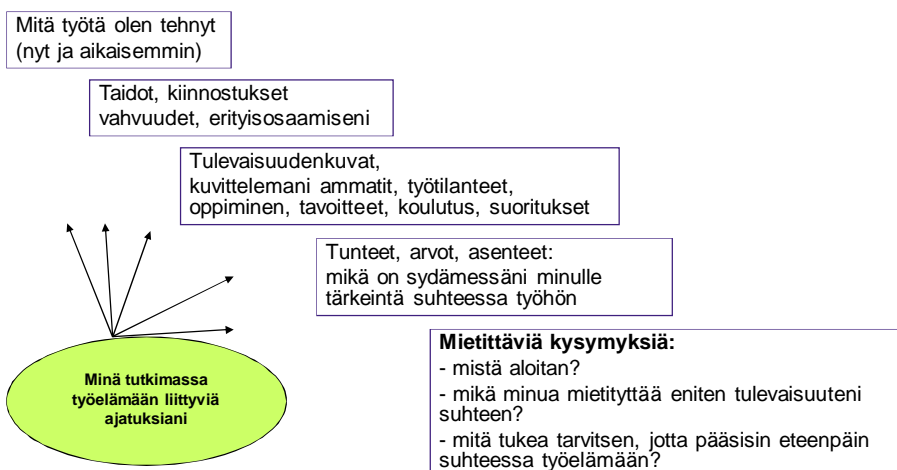 Mitä työtä olen tehnyt
(nyt ja aikaisemmin)
Taidot, kiinnostukset
vahvuudet, erityisosaamiseni
Tulevaisuudenkuvat,
kuvittelemani ammatit, työtilanteet,
oppiminen, tavoitteet, koulutus, suoritukset
Tunteet, arvot, asenteet:
mikä on sydämessäni minulle
tärkeintä suhteessa työhön
Mietittäviä kysymyksiä:
- mistä aloitan?
- mikä minua mietityttää eniten tulevaisuuteni
suhteen?
- mitä tukea tarvitsen, jotta pääsisin eteenpäin
suhteessa työelämään?
Minä tutkimassa
työelämään liittyviä
ajatuksiani